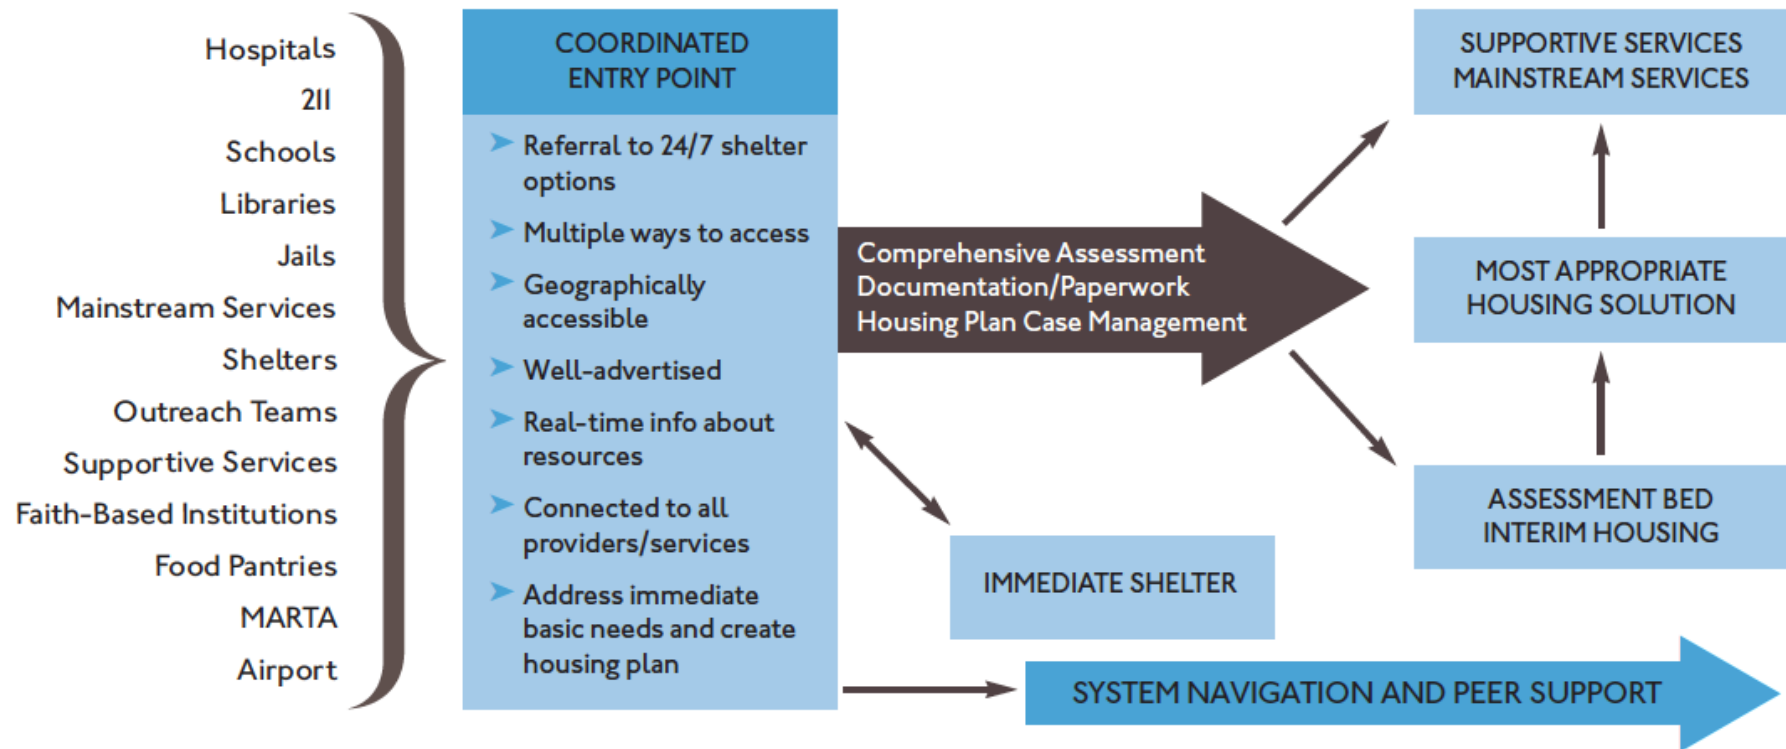 Hospitals
211
Schools
Libraries
Jails
Mainstream Services
Shelters
Outreach Teams
Supportive Services
Faith-Based Institutions
Food Pantries
MARTA
Airport
COORDINATED
ENTRY POINT
Referral to 24/7 shelter
options
Multiple ways to access
Geographically
accessible
Well-advertised
Real-time info about
resources
Connected to all
providers/services
Address immediate
basic needs and create
housing plan
Comprehensive Assessment
Documentation/Paperwork
Housing Plan Case Management
IMMEDIATE SHELTER
SYSTEM NAVIGATION AND PEER SUPPORT
SUPPORTIVE SERVICES
MAINSTREAM SERVICES
MOST APPROPRIATE
HOUSING SOLUTION
ASSESSMENT BED
INTERIM HOUSING